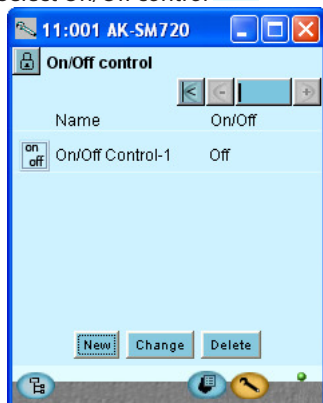 Select On/Off control
11:001 AK-SM720
On/Off control
Name On/Off
on
off On/Off Control-1 Off
New Change Delete